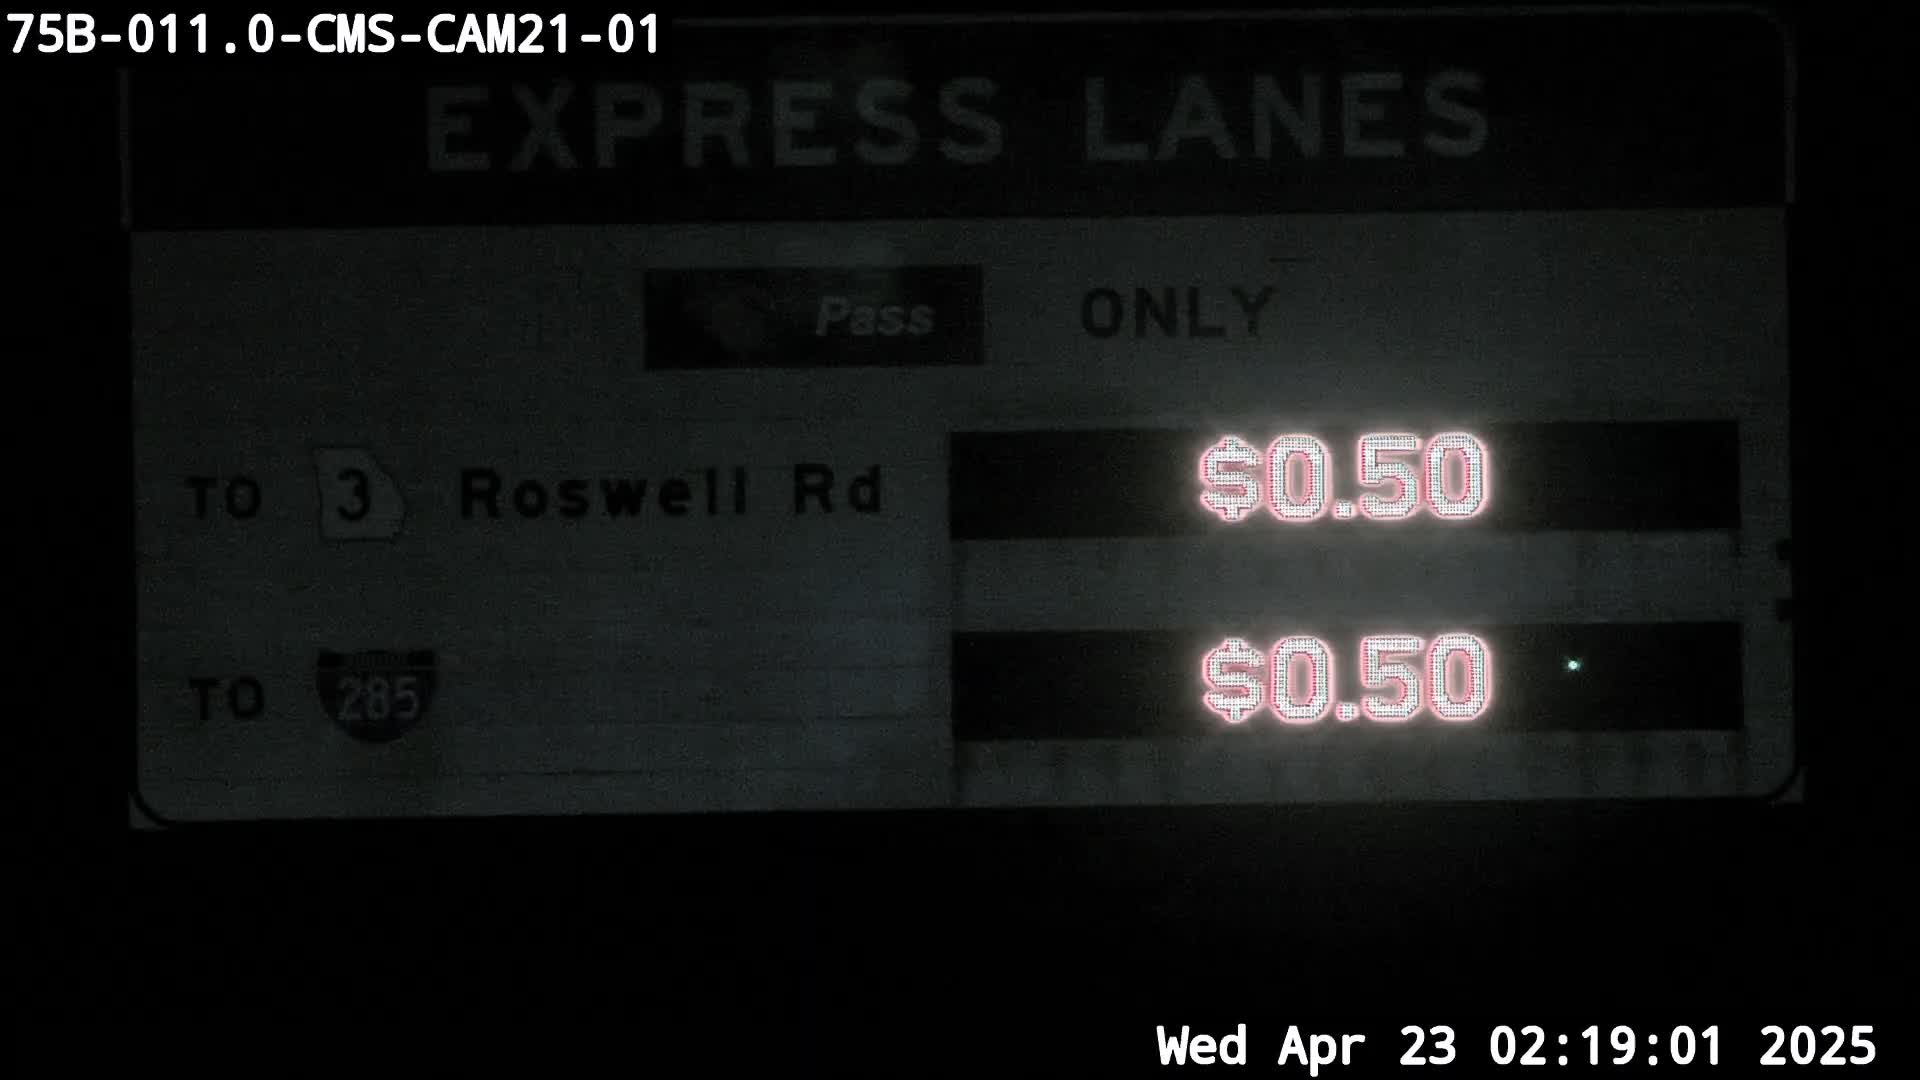 75B-011.0-CMS-CAM21-01
EXPRESS LANES
Pass ONLY
TO 3 Roswell Rd $0.50
TO 285 $0.50
Wed Apr 23 02:19:01 2025